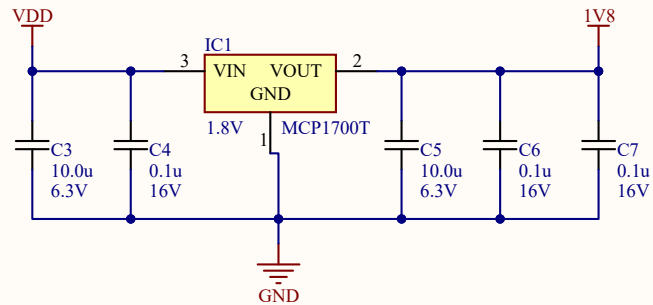 VDD
1V8
IC1
3
VIN
VOUT
2
GND
1.8V
1
MCP1700T
C3
10.0u
6.3V
C4
0.1u
16V
C5
10.0u
6.3V
C6
0.1u
16V
C7
0.1u
16V
GND